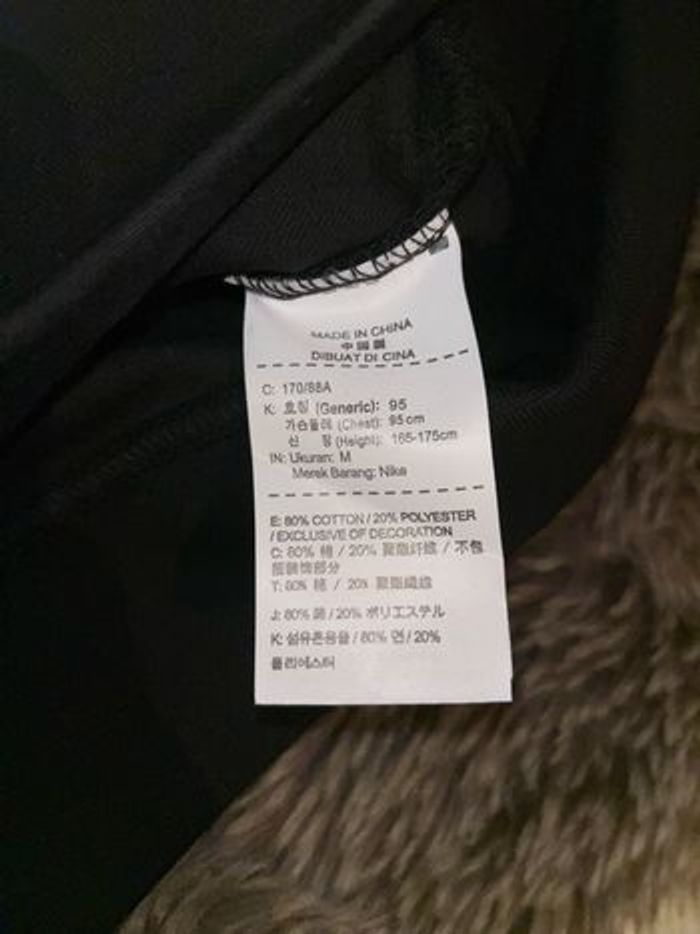 MADE IN CHINA
中国製
DIBUAT DI CINA
C: 170/88A
K: 호칭 (Generic): 95
가슴둘레 (Chest): 95 cm
신 장 (Height): 165-175cm
IN: Ukuran: M
Merek Barang: Nike
E: 80% COTTON / 20% POLYESTER
/ EXCLUSIVE OF DECORATION
C: 80% 棉 / 20% 聚酯纤维 / 不包
括装饰部分
T: 80% 棉 / 20% 聚酯纖維
J: 80% 綿 / 20% ポリエステル
K: 섬유혼용율 / 80% 면 / 20%
폴리에스터